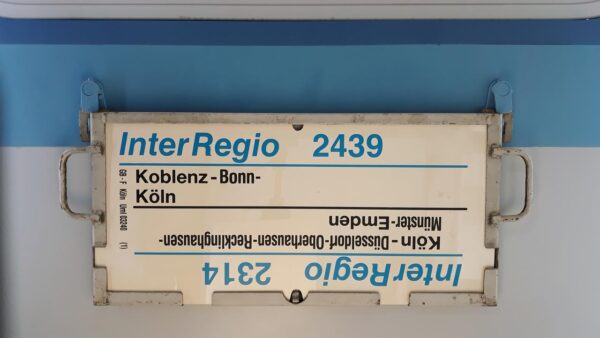 InterRegio 2439
Koblenz-Bonn-
Köln
InterRegio 2314
Köln-Düsseldorf-Oberhausen-Recklinghausen-
Münster-Emden